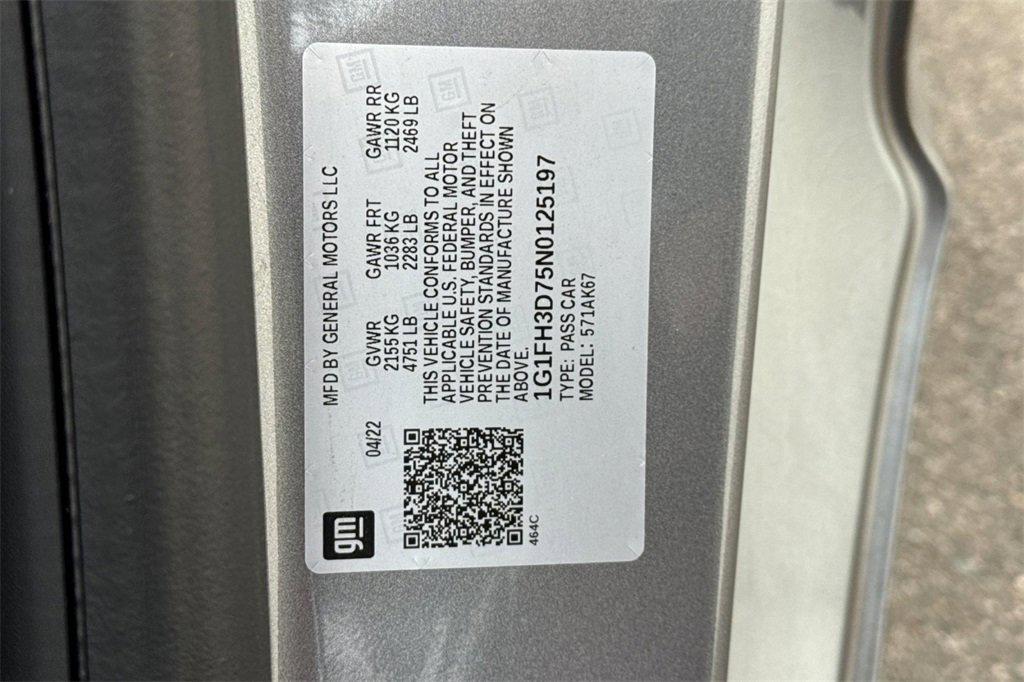 gm
MFD BY GENERAL MOTORS LLC
04/22 GVWR GAWR FRT GAWR RR
2155 KG 1036 KG 1120 KG
4751 LB 2283 LB 2469 LB
THIS VEHICLE CONFORMS TO ALL
APPLICABLE U.S. FEDERAL MOTOR
VEHICLE SAFETY, BUMPER, AND THEFT
PREVENTION STANDARDS IN EFFECT ON
THE DATE OF MANUFACTURE SHOWN
ABOVE.
1G1FH3D75N0125197
TYPE: PASS CAR
MODEL: 571AK67
464C